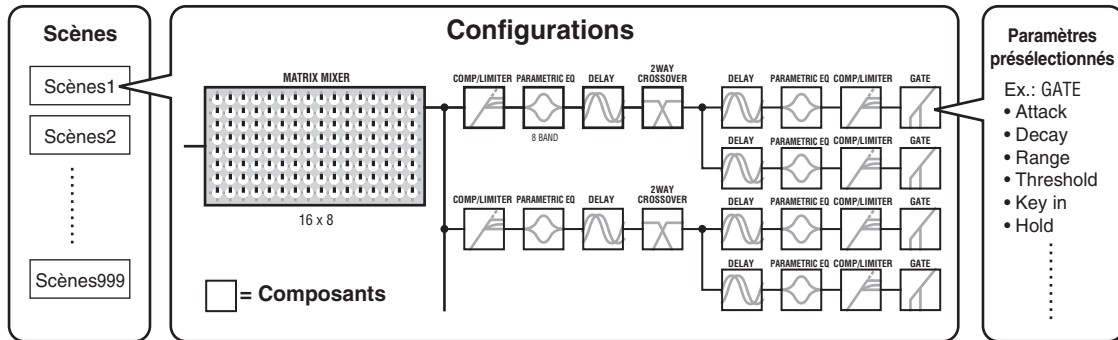 Scènes
Scènes1
Scènes2
Scènes999
Configurations
MATRIX MIXER
16 x 8
COMP/LIMITER PARAMETRIC EQ DELAY 2WAY CROSSOVER DELAY PARAMETRIC EQ COMP/LIMITER GATE
8 BAND
DELAY PARAMETRIC EQ COMP/LIMITER GATE
COMP/LIMITER PARAMETRIC EQ DELAY 2WAY CROSSOVER DELAY PARAMETRIC EQ COMP/LIMITER GATE
DELAY PARAMETRIC EQ COMP/LIMITER GATE
= Composants
Paramètres
présélectionnés
Ex.: GATE
• Attack
• Decay
• Range
• Threshold
• Key in
• Hold